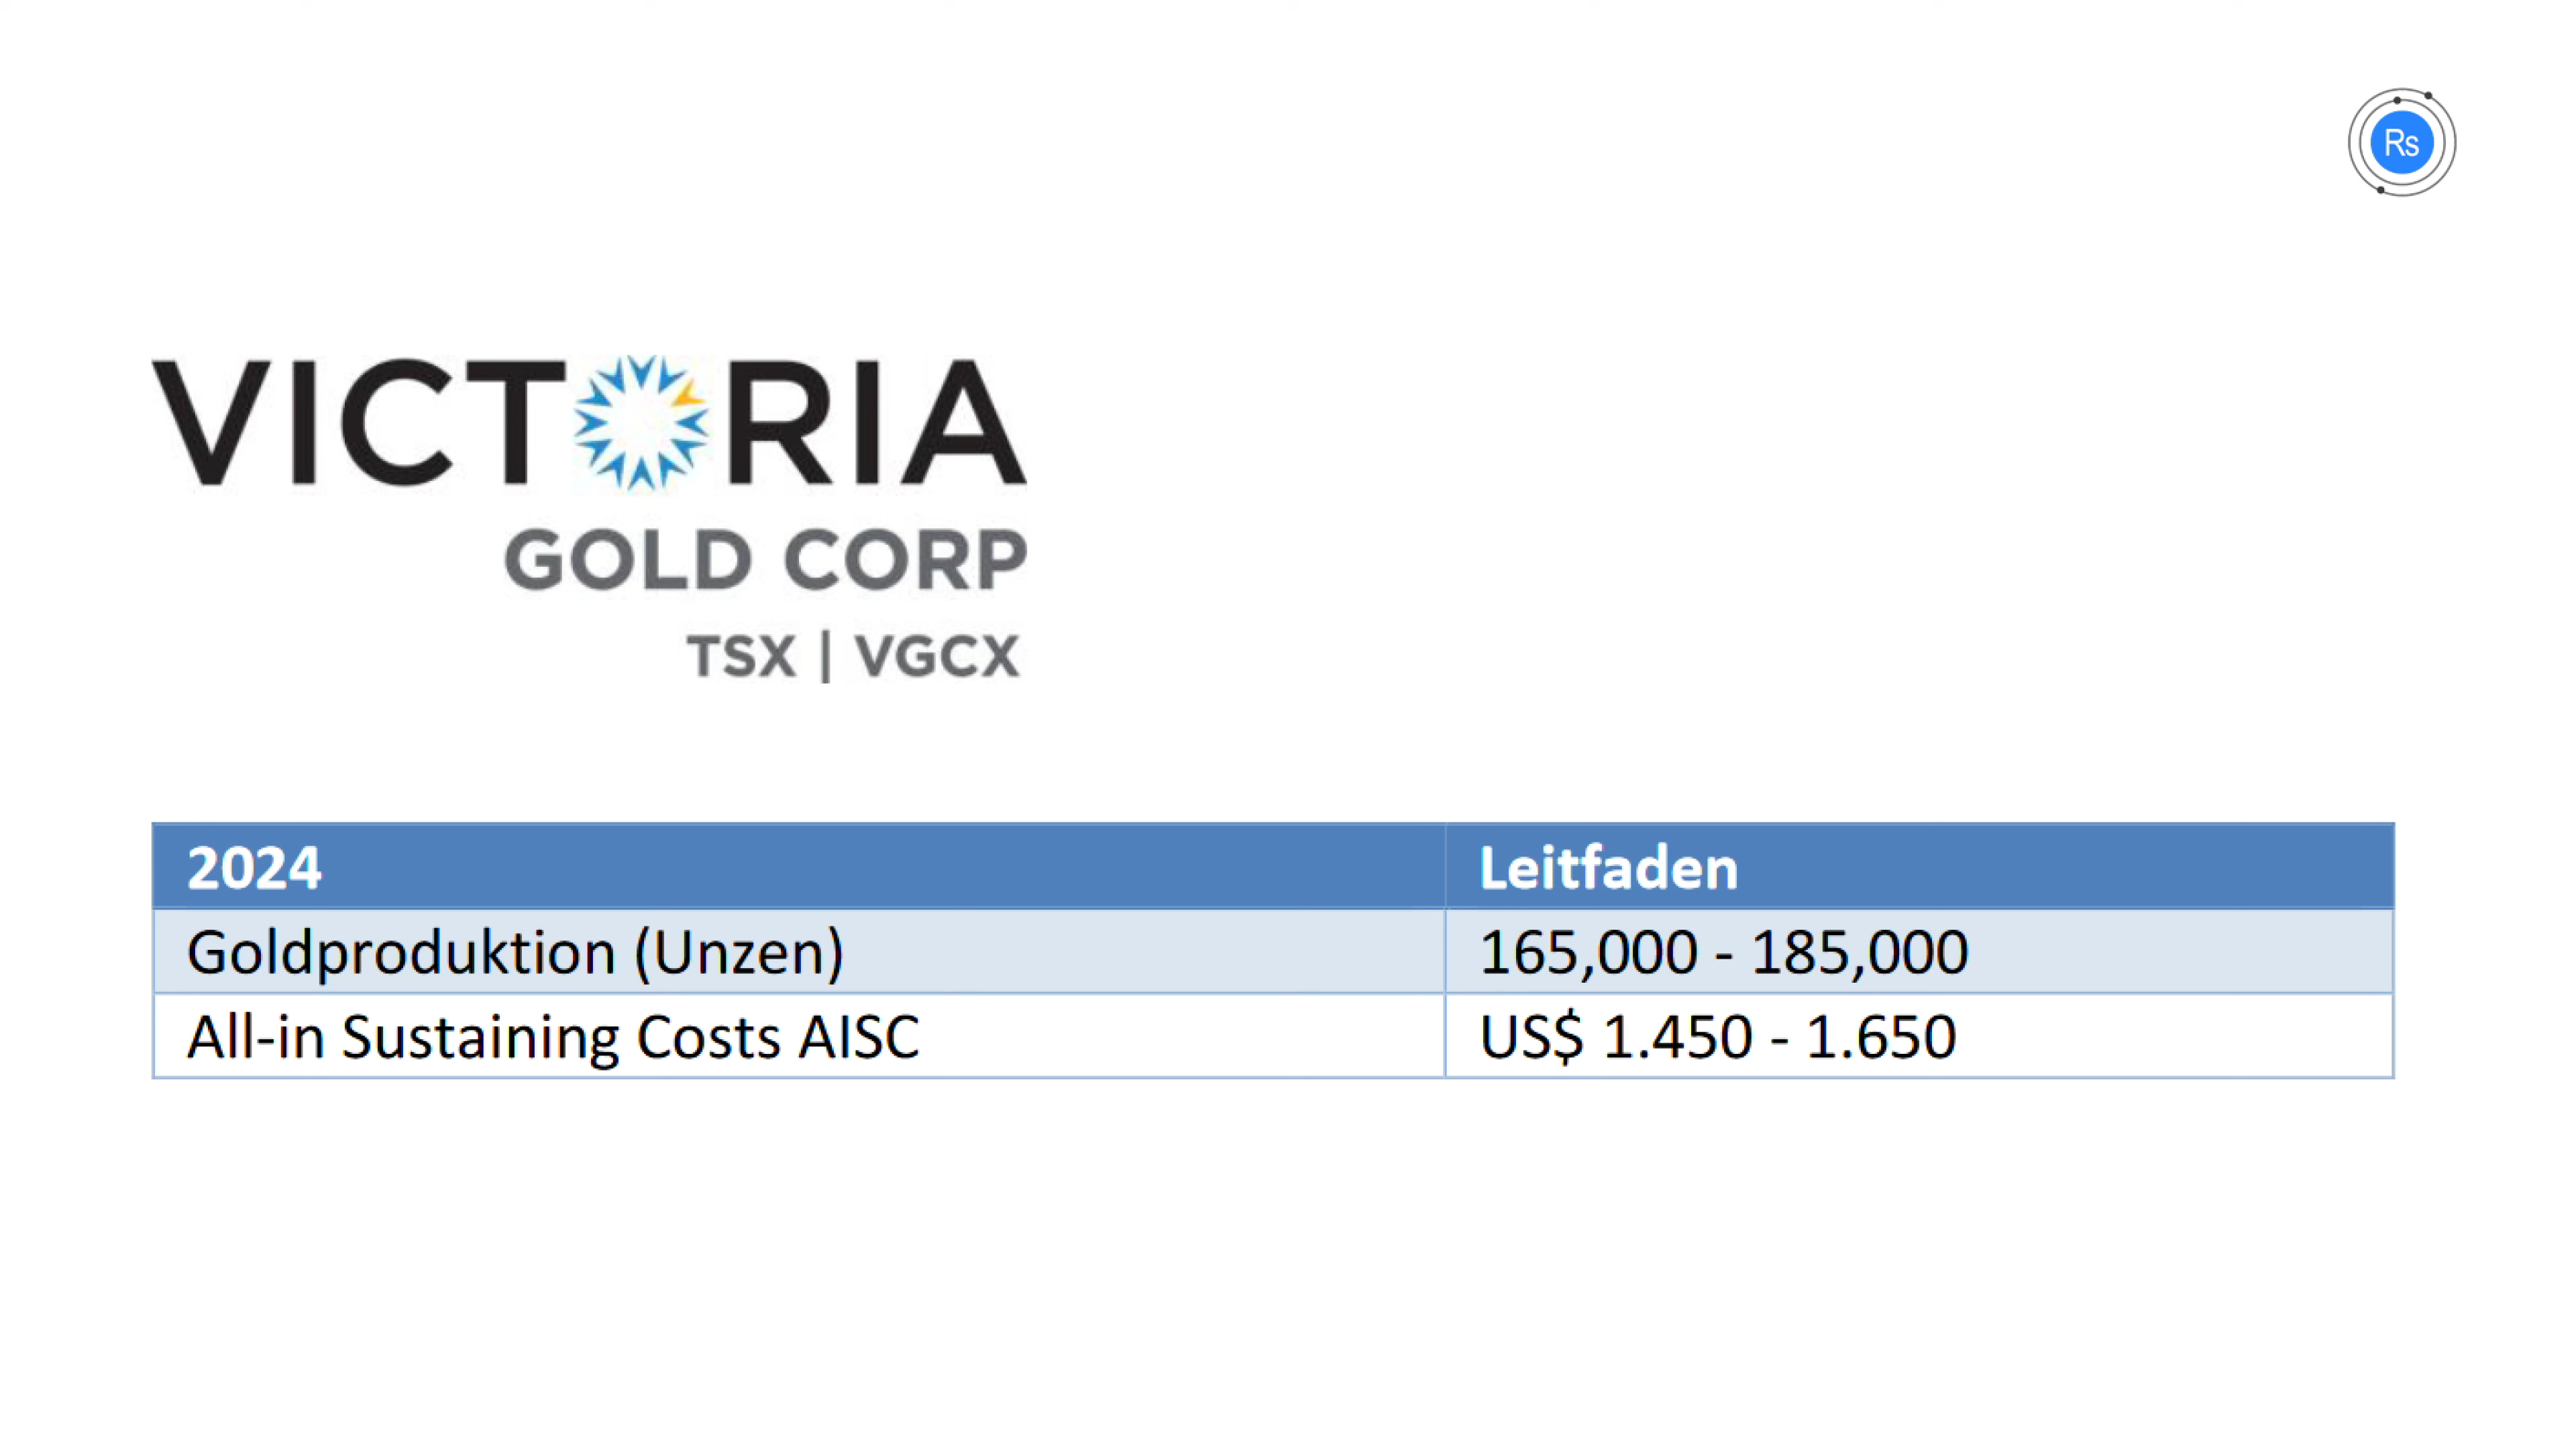 Rs
VICTORIA
GOLD CORP
TSX | VGCX
2024 Leitfaden
Goldproduktion (Unzen) 165,000 - 185,000
All-in Sustaining Costs AISC US$ 1.450 - 1.650